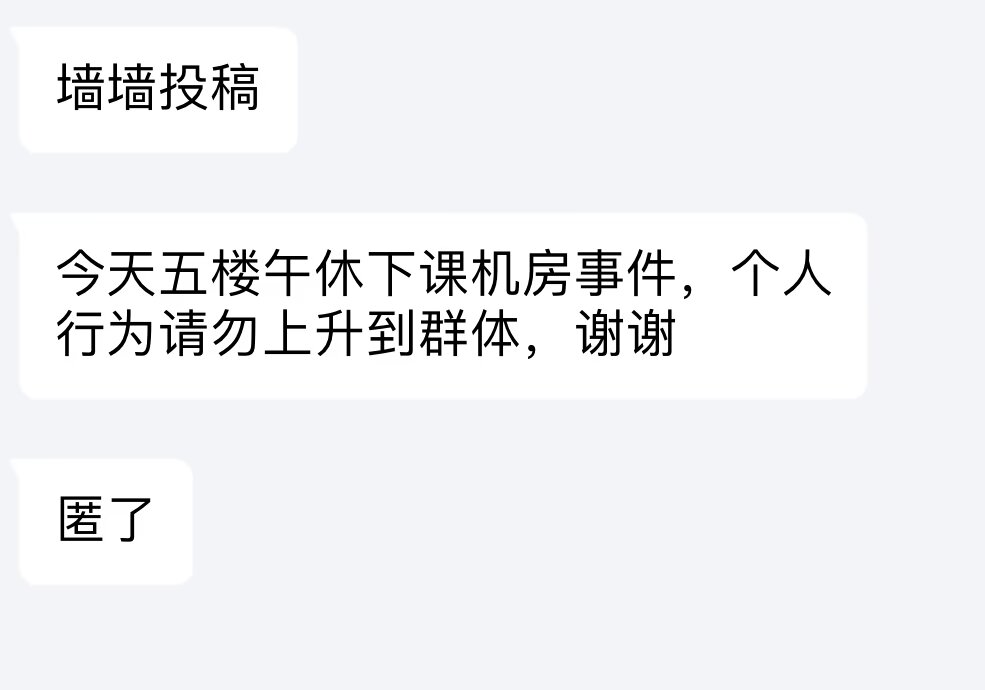 墙墙投稿
今天五楼午休下课机房事件，个人
行为请勿上升到群体，谢谢
匿了